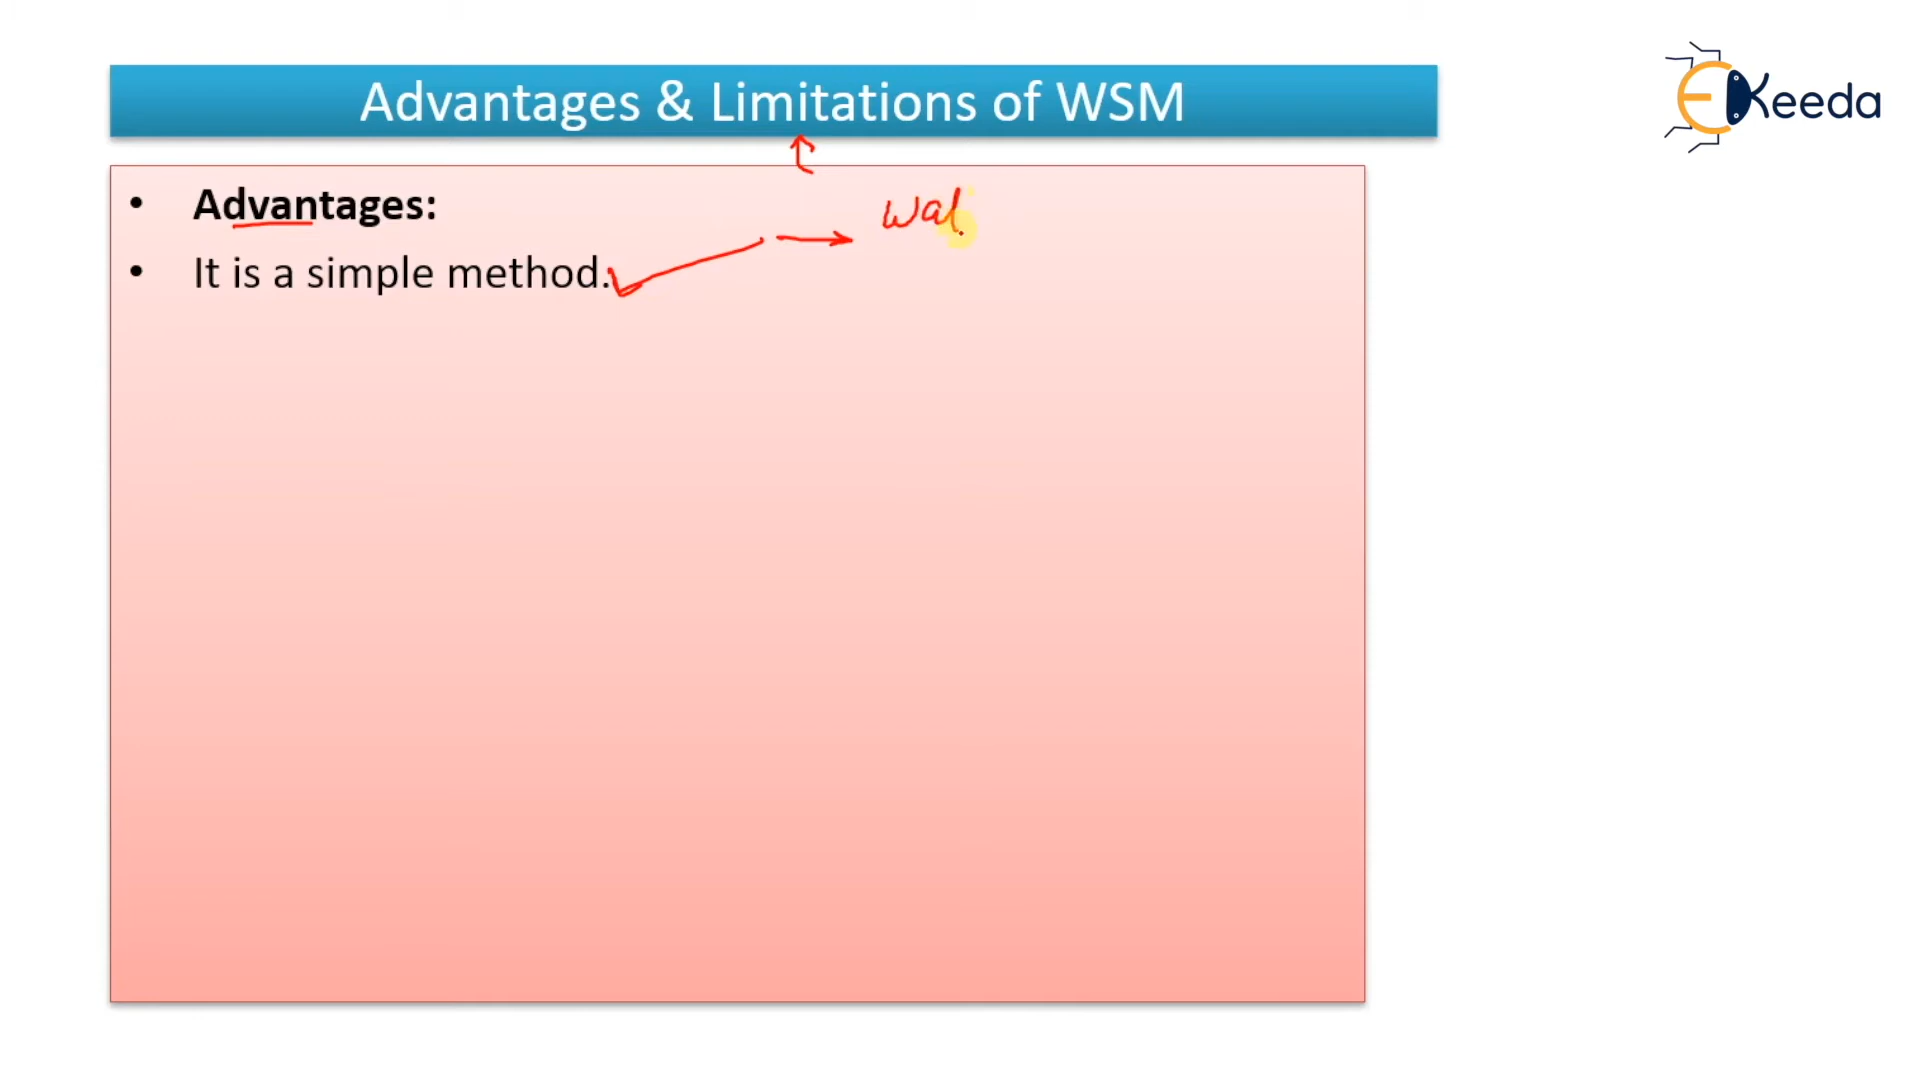 Advantages & Limitations of WSM
EKeeda
• Advantages:
wal
• It is a simple method.